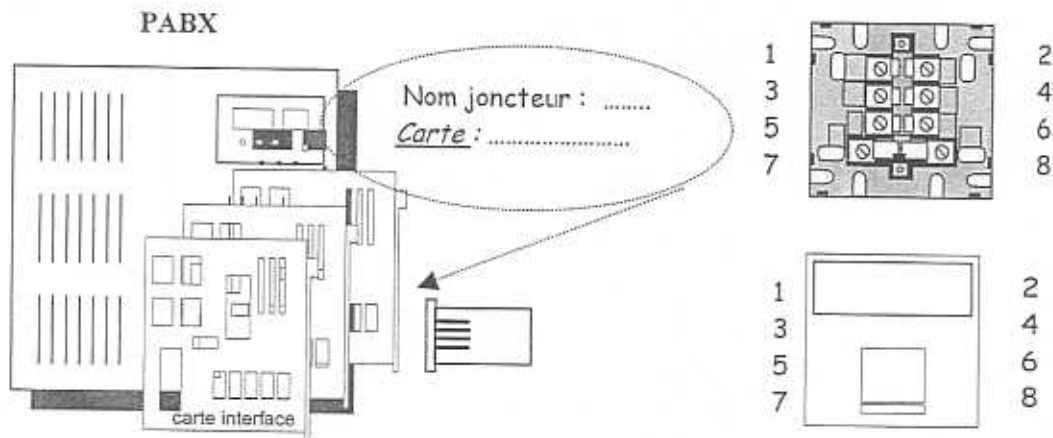 PABX
Nom joncteur : .......
Carte : .....................
carte interface
1 2
3 4
5 6
7 8
1 2
3 4
5 6
7 8